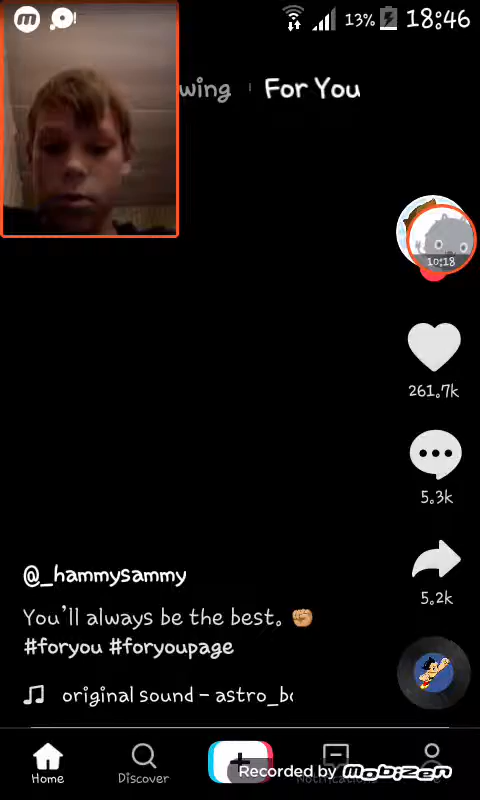 13% 18:46
wing For You
10:18
261.7k
5.3k
5.2k
@_hammysammy
You'll always be the best. ✊
#foryou #foryoupage
original sound - astro_b
Home Discover Notifications
Recorded by Mobizen